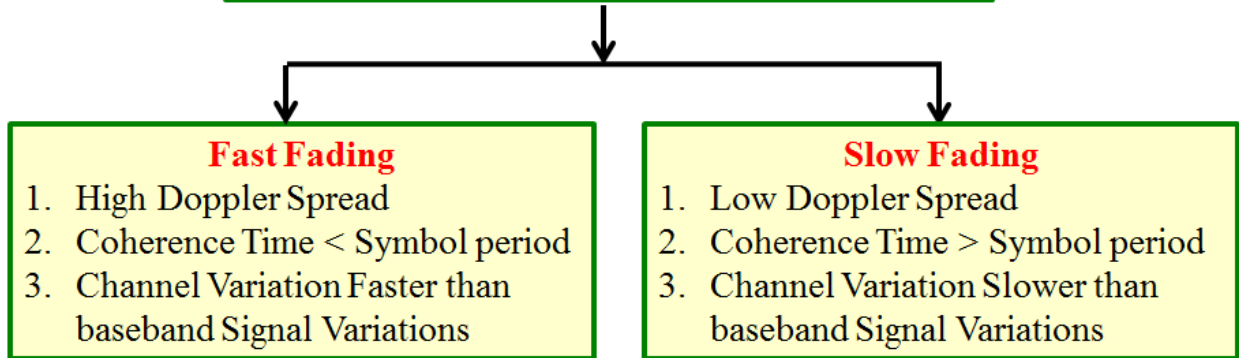 Fast Fading
1. High Doppler Spread
2. Coherence Time < Symbol period
3. Channel Variation Faster than
baseband Signal Variations
Slow Fading
1. Low Doppler Spread
2. Coherence Time > Symbol period
3. Channel Variation Slower than
baseband Signal Variations